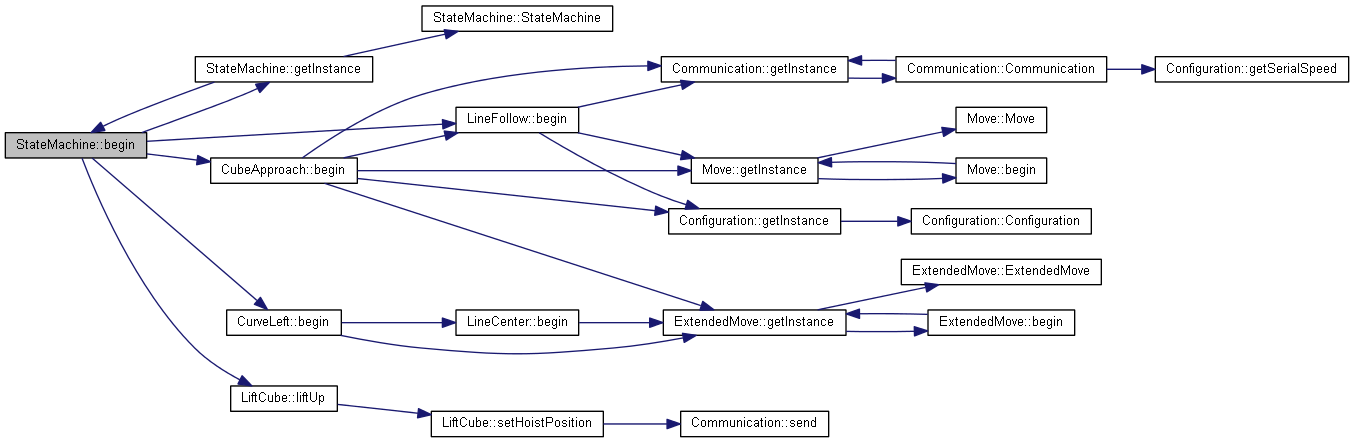 StateMachine::StateMachine
StateMachine::getInstance
Communication::getInstance
Communication::Communication
Configuration::getSerialSpeed
LineFollow::begin
Move::Move
StateMachine::begin
CubeApproach::begin
Move::getInstance
Move::begin
Configuration::getInstance
Configuration::Configuration
ExtendedMove::ExtendedMove
CurveLeft::begin
LineCenter::begin
ExtendedMove::getInstance
ExtendedMove::begin
LiftCube::liftUp
LiftCube::setHoistPosition
Communication::send